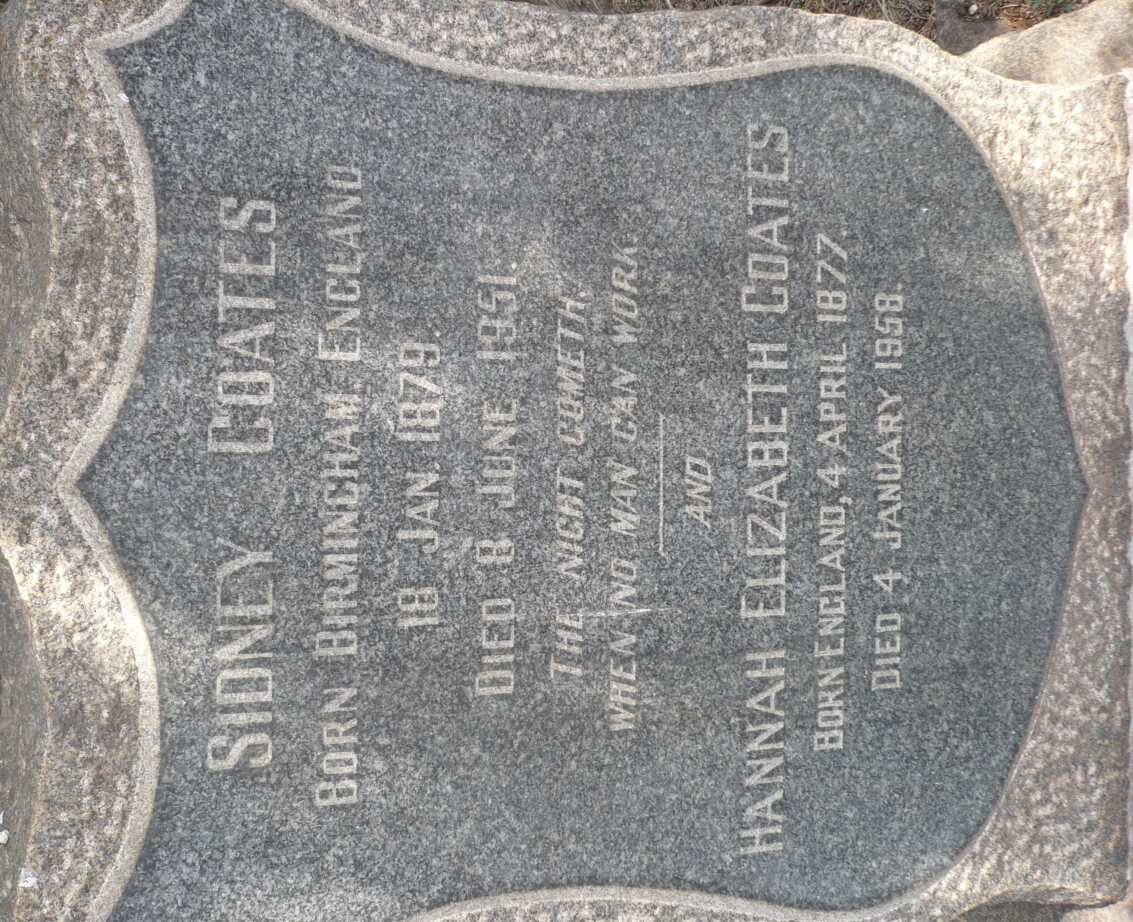 SIDNEY COATES
BORN BIRMINGHAM. ENGLAND
18 JAN. 1879.
DIED 8 JUNE 1951.
THE NIGHT COMETH.
WHEN NO MAN CAN WORK.
AND
HANNAH ELIZABETH COATES
BORN ENGLAND, 4 APRIL 1877.
DIED 4 JANUARY 1958.